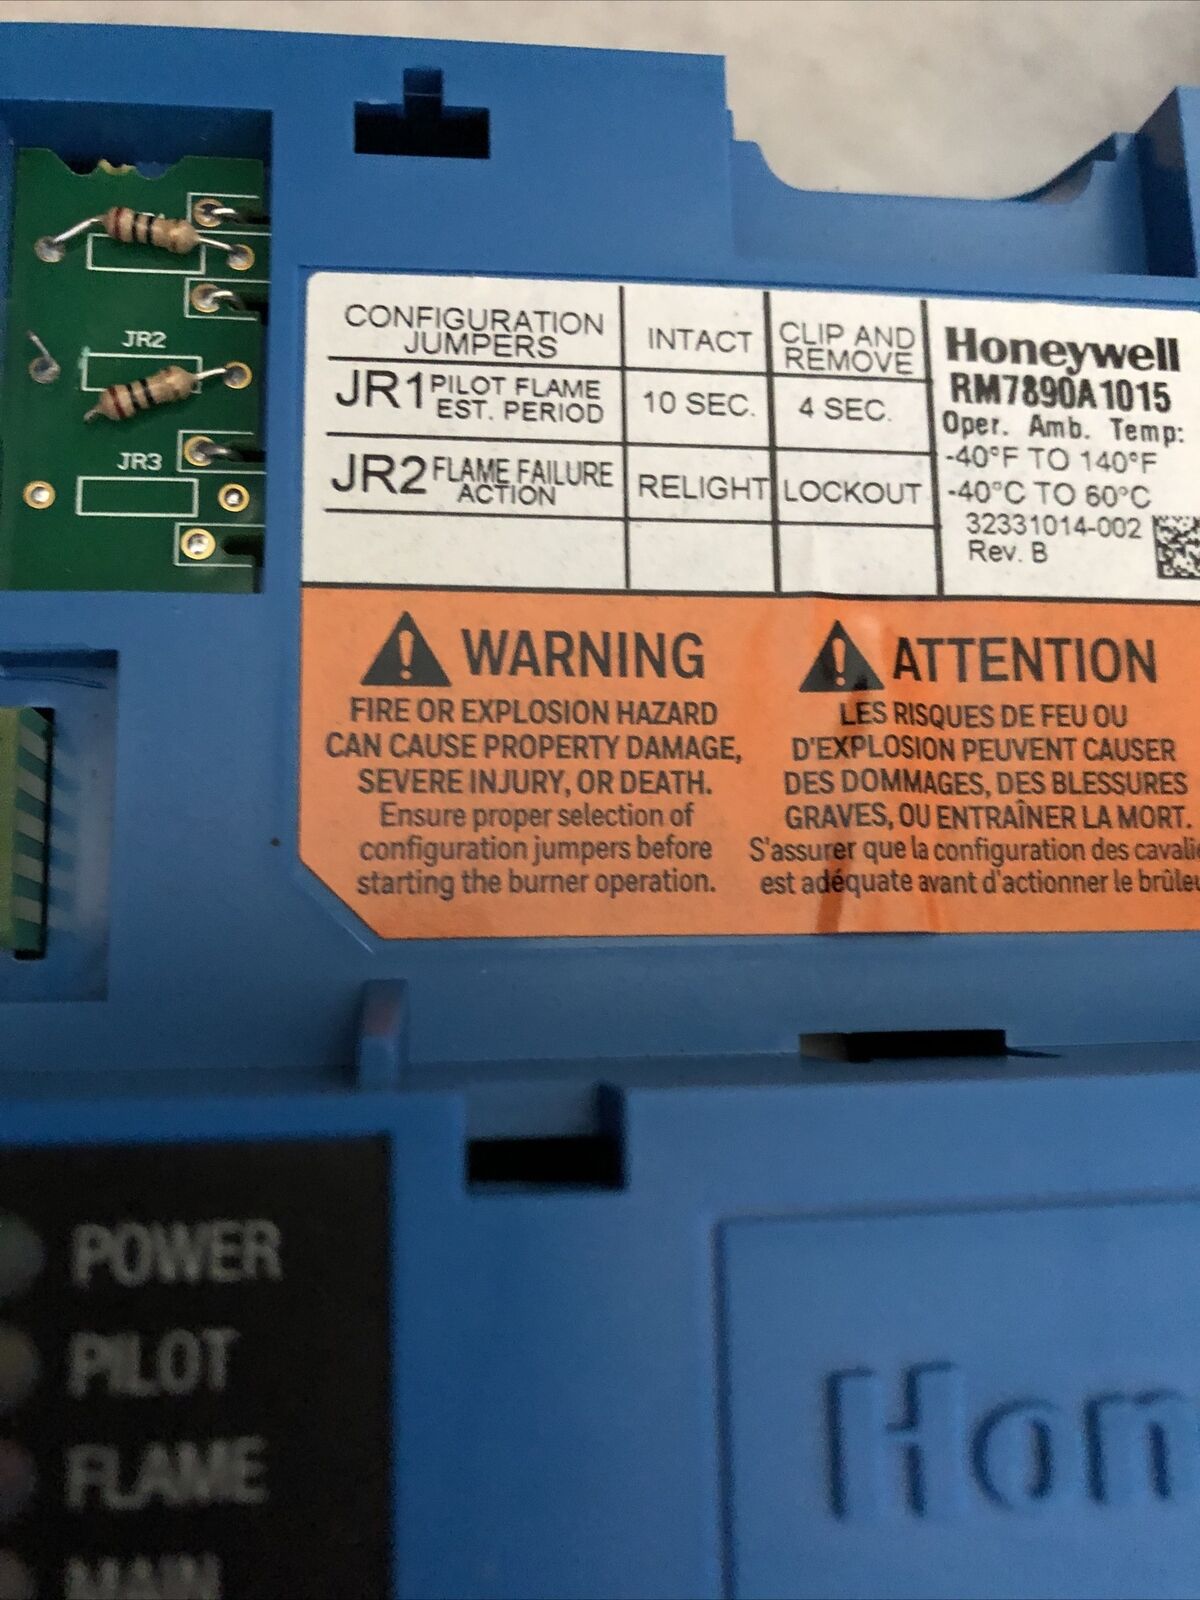 JR2
JR3
CONFIGURATION JUMPERS
INTACT
CLIP AND REMOVE
JR1 PILOT FLAME EST. PERIOD
10 SEC.
4 SEC.
JR2 FLAME FAILURE ACTION
RELIGHT
LOCKOUT
Honeywell
RM7890A1015
Oper. Amb. Temp:
-40°F TO 140°F
-40°C TO 60°C
32331014-002
Rev. B
WARNING
FIRE OR EXPLOSION HAZARD
CAN CAUSE PROPERTY DAMAGE,
SEVERE INJURY, OR DEATH.
Ensure proper selection of
configuration jumpers before
starting the burner operation.
ATTENTION
LES RISQUES DE FEU OU
D'EXPLOSION PEUVENT CAUSER
DES DOMMAGES, DES BLESSURES
GRAVES, OU ENTRAÎNER LA MORT.
S'assurer que la configuration des cavalie
est adéquate avant d'actionner le brûleu
POWER
PILOT
FLAME
MAIN
Hon